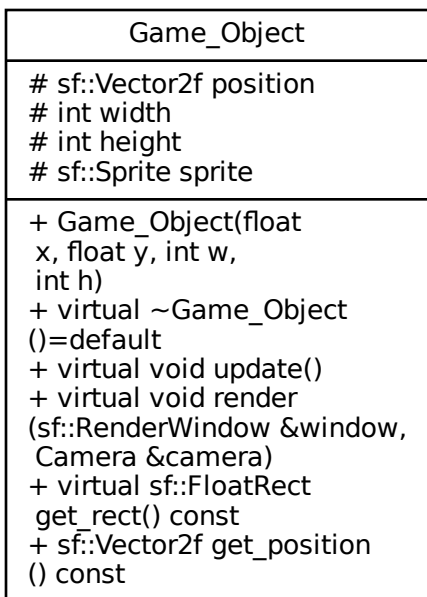 Game_Object
# sf::Vector2f position
# int width
# int height
# sf::Sprite sprite
+ Game_Object(float
x, float y, int w,
int h)
+ virtual ~Game_Object
()=default
+ virtual void update()
+ virtual void render
(sf::RenderWindow &window,
Camera &camera)
+ virtual sf::FloatRect
get_rect() const
+ sf::Vector2f get_position
() const